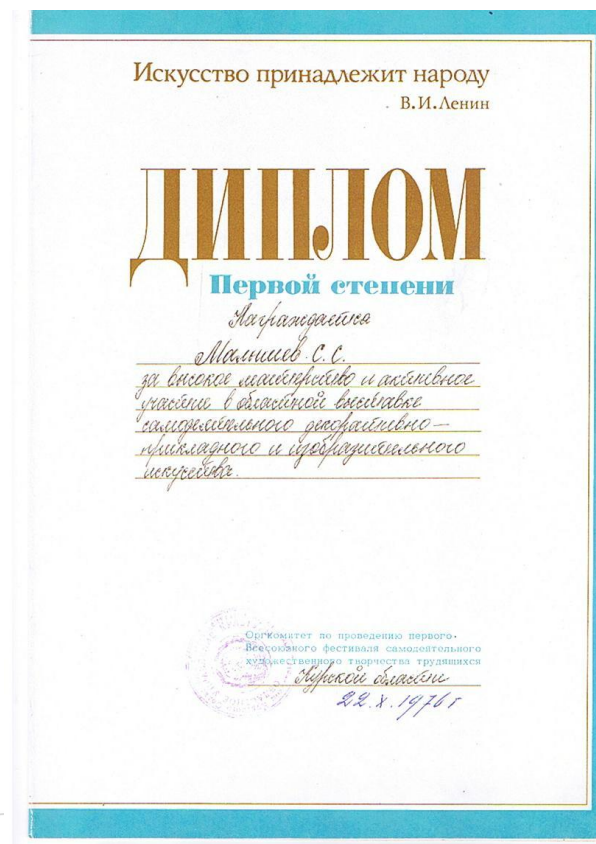 Искусство принадлежит народу
В.И.Ленин
ДИПЛОМ
Первой степени
Награждается
Малышев С.С.
за высокое мастерство и активное
участие в областной выставке
самодеятельного декоративно-
прикладного и изобразительного
искусства.
Оргкомитет по проведению первого
Всесоюзного фестиваля самодеятельного
художественного творчества трудящихся
Курской области
22.X.1976 г